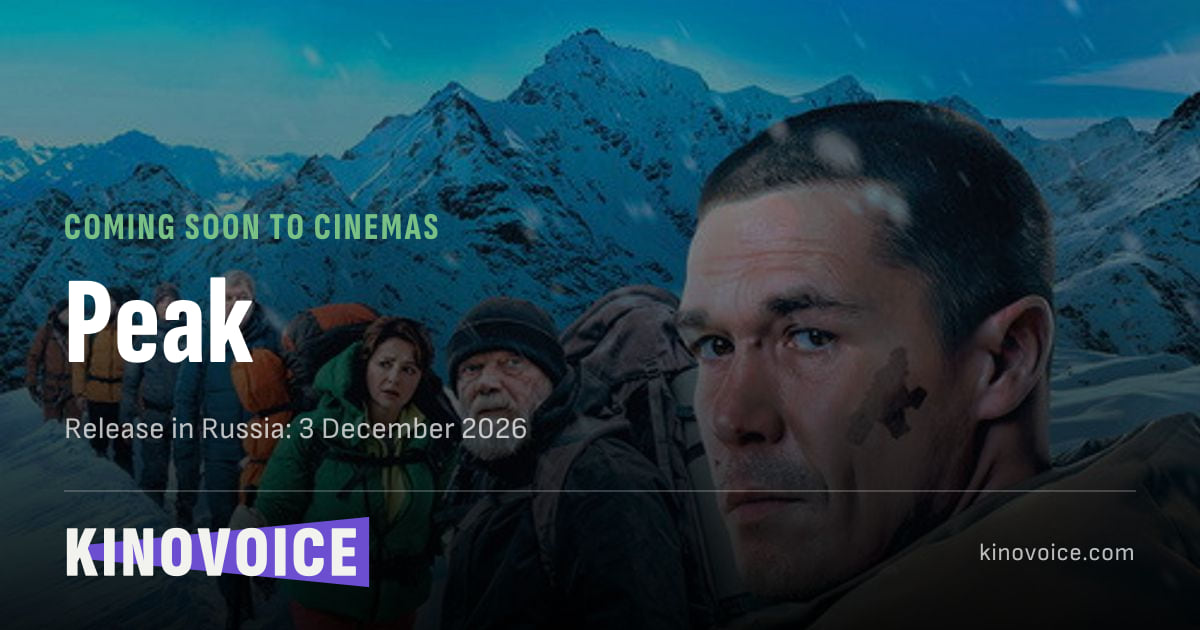 COMING SOON TO CINEMAS
Peak
Release in Russia: 3 December 2026
KINOVOICE
kinovoice.com